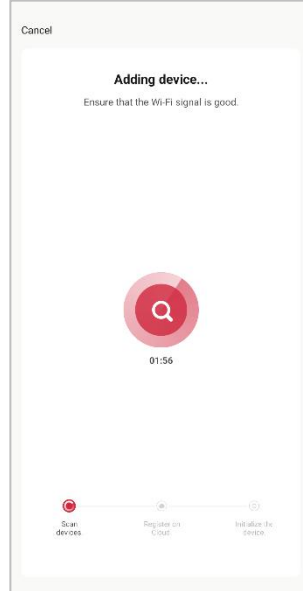 Cancel
Adding device...
Ensure that the Wi-Fi signal is good.
01:56
Scan
devices
Register on
Cloud
Initialize the
device